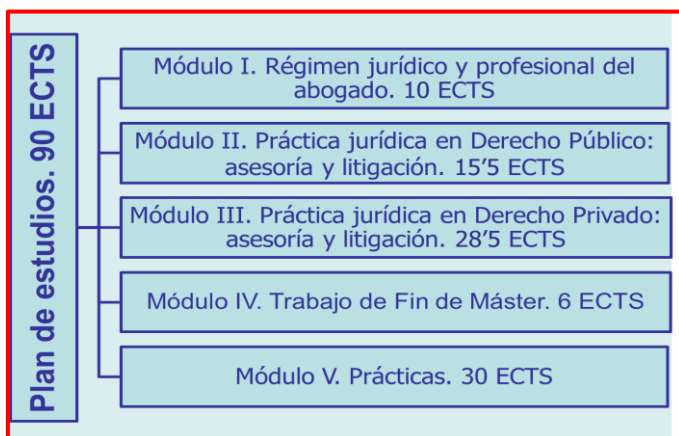 Plan de estudios. 90 ECTS
Módulo I. Régimen jurídico y profesional del
abogado. 10 ECTS
Módulo II. Práctica jurídica en Derecho Público:
asesoría y litigación. 15’5 ECTS
Módulo III. Práctica jurídica en Derecho Privado:
asesoría y litigación. 28’5 ECTS
Módulo IV. Trabajo de Fin de Máster. 6 ECTS
Módulo V. Prácticas. 30 ECTS